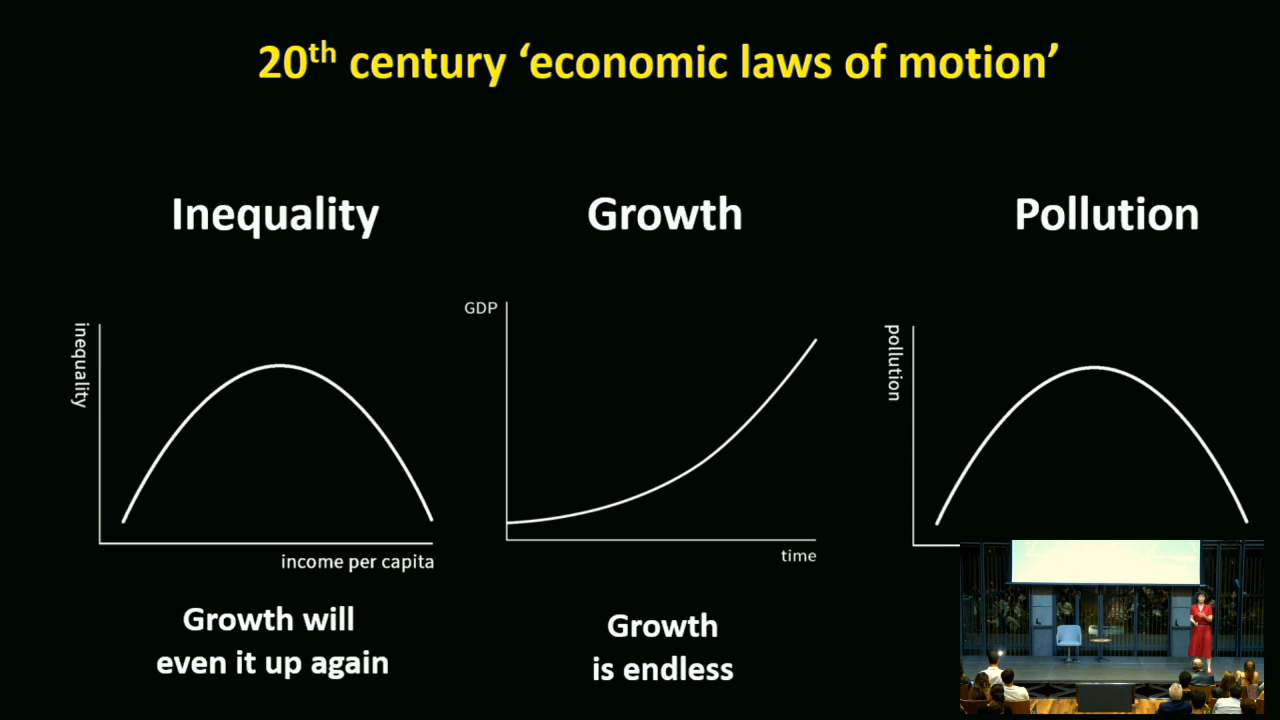 20th century ‘economic laws of motion’
Inequality
Growth
Pollution
inequality
income per capita
GDP
time
pollution
Growth will
even it up again
Growth
is endless